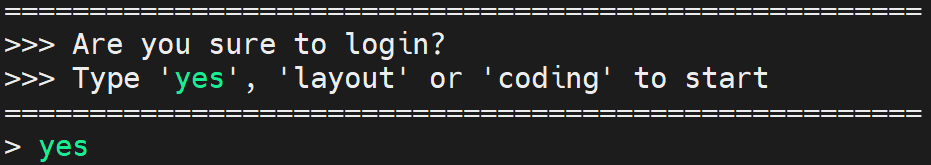 ======================================================
>>> Are you sure to login?
>>> Type 'yes', 'layout' or 'coding' to start
======================================================
> yes